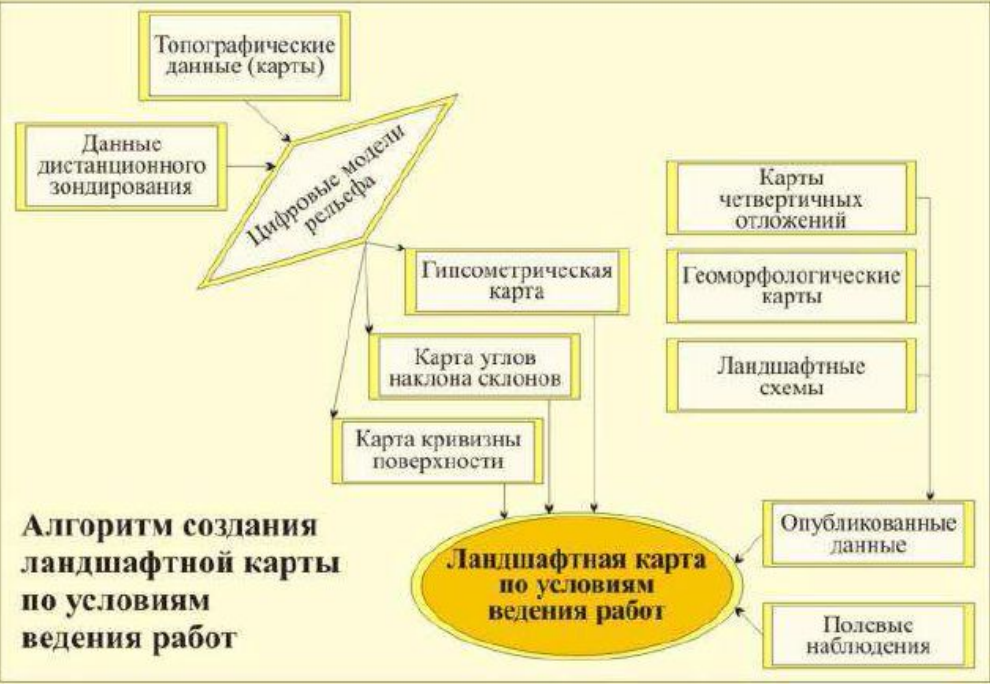 Топографические
данные (карты)
Данные
дистанционного
зондирования
Цифровые модели
рельефа
Карты
четвертичных
отложений
Гипсометрическая
карта
Геоморфологические
карты
Карта углов
наклона склонов
Ландшафтные
схемы
Карта кривизны
поверхности
Алгоритм создания
ландшафтной карты
по условиям
ведения работ
Ландшафтная карта
по условиям
ведения работ
Опубликованные
данные
Полевые
наблюдения